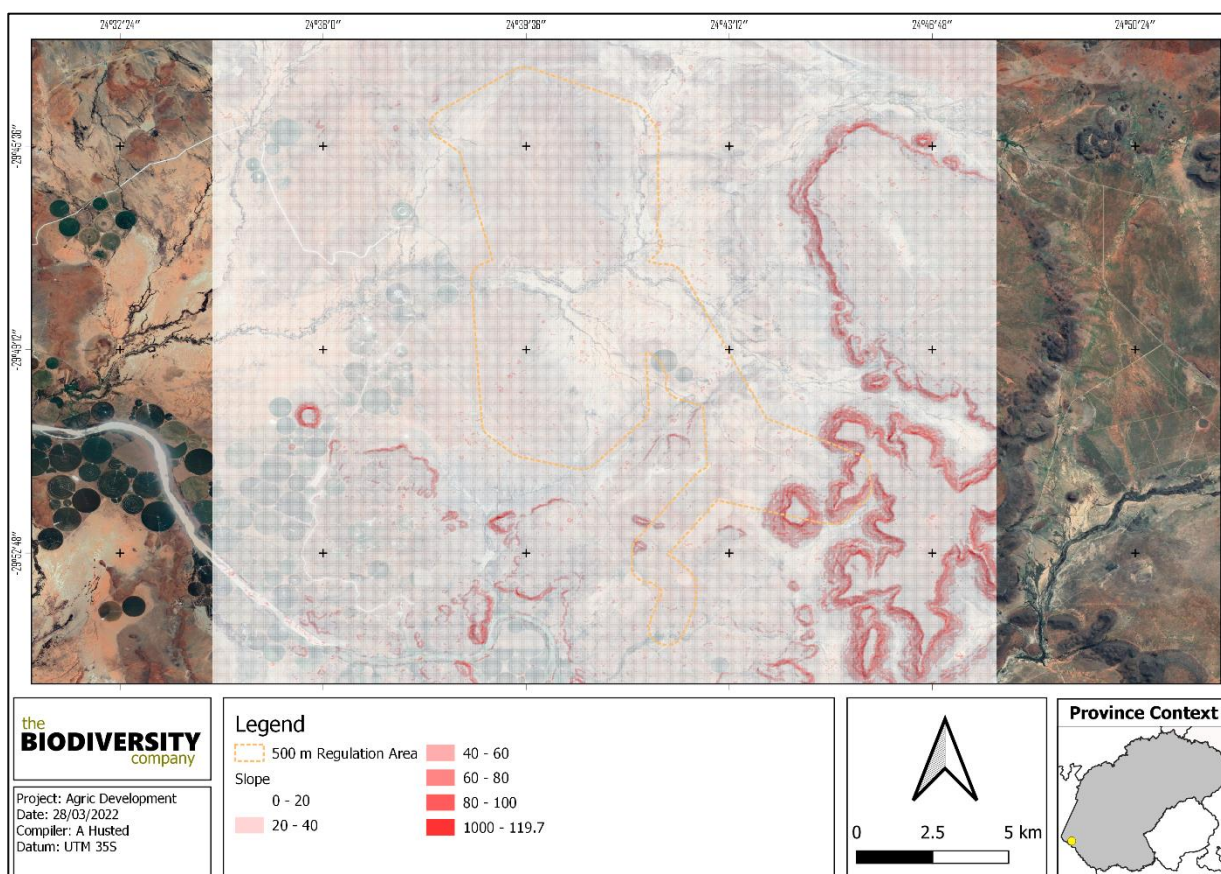 24°32'24''
24°36'0''
24°39'36''
24°43'12''
24°46'48''
24°50'24''
-29°45'36''
-29°49'12''
-29°52'48''
the
BIODIVERSITY
company
Project: Agric Development
Date: 28/03/2022
Compiler: A Husted
Datum: UTM 35S
Legend
500 m Regulation Area
Slope
0 - 20
20 - 40
40 - 60
60 - 80
80 - 100
1000 - 119.7
0 2.5 5 km
Province Context